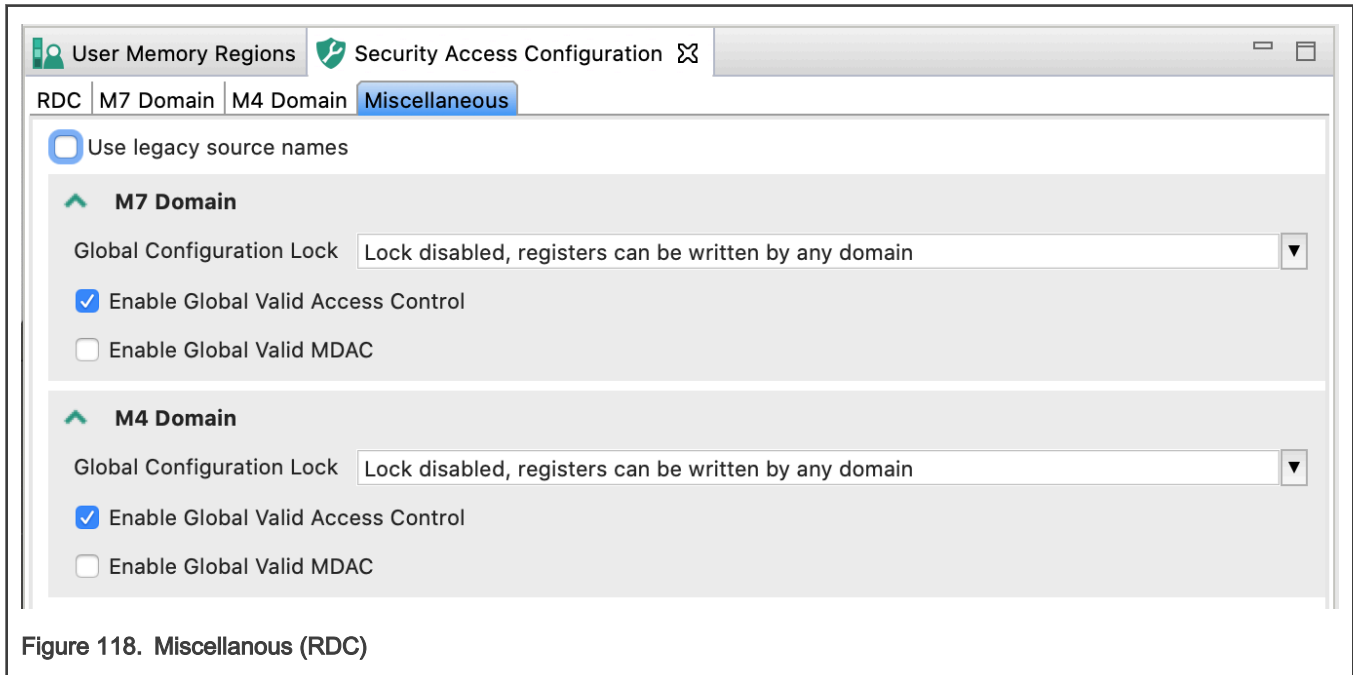 User Memory Regions Security Access Configuration
RDC M7 Domain M4 Domain Miscellaneous
Use legacy source names
M7 Domain
Global Configuration Lock Lock disabled, registers can be written by any domain
Enable Global Valid Access Control
Enable Global Valid MDAC
M4 Domain
Global Configuration Lock Lock disabled, registers can be written by any domain
Enable Global Valid Access Control
Enable Global Valid MDAC
Figure 118. Miscellanous (RDC)